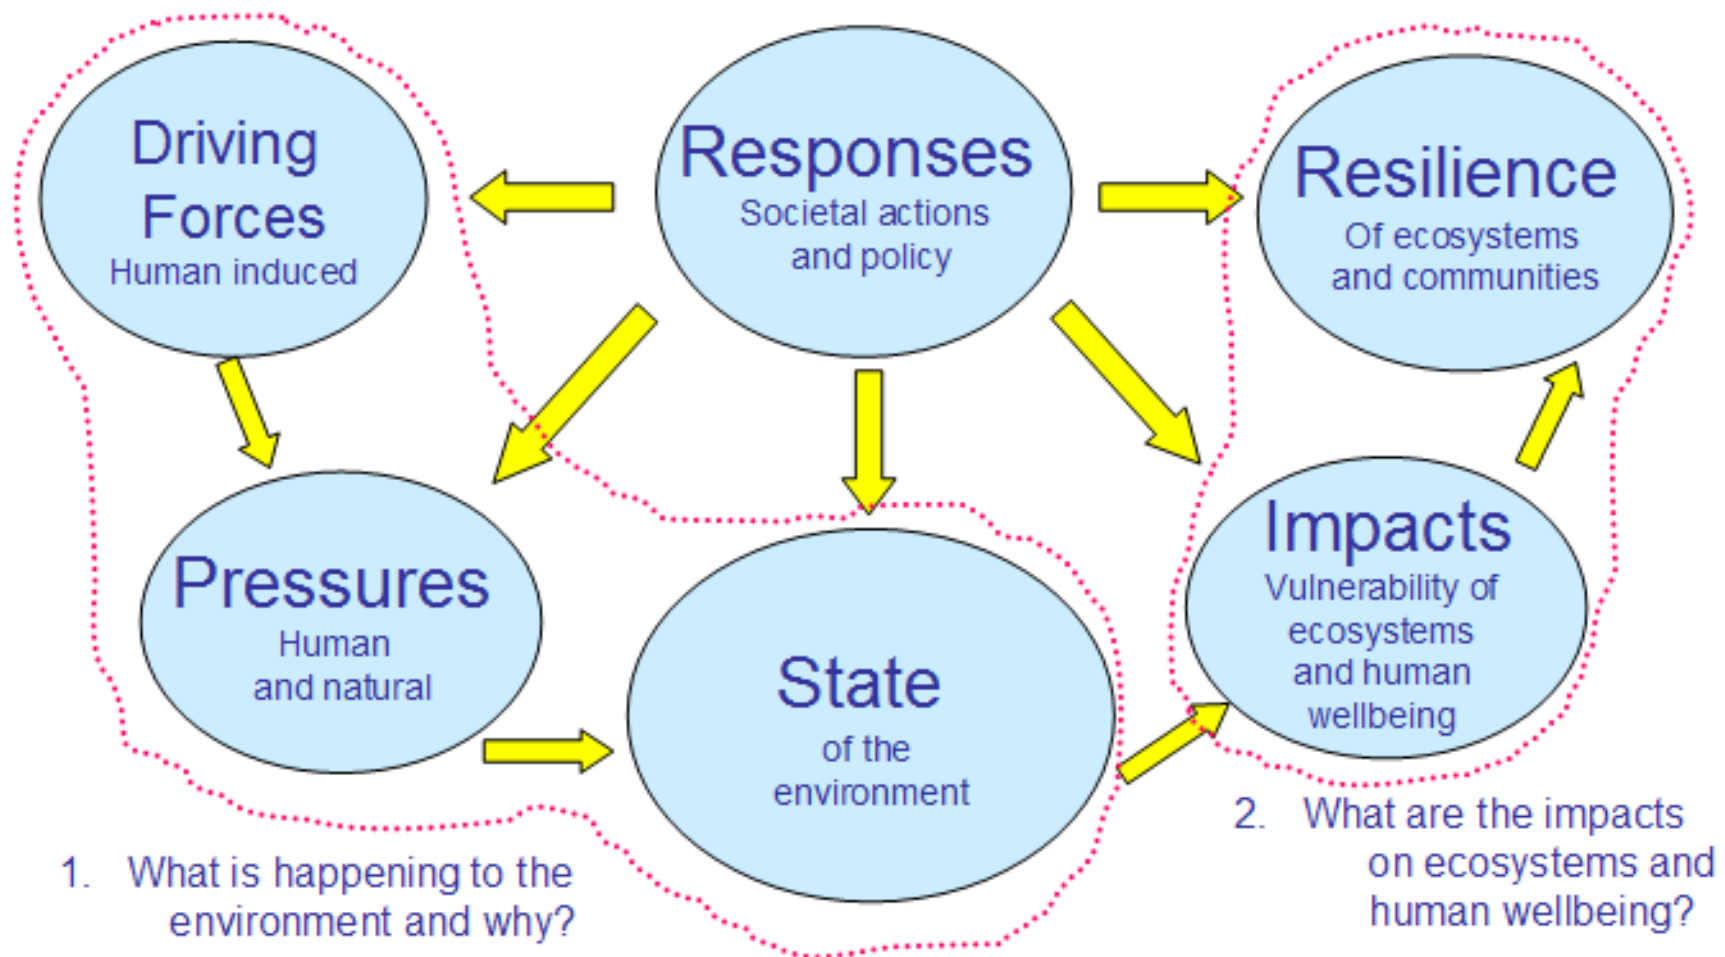 Driving
Forces
Human induced
Responses
Societal actions
and policy
Resilience
Of ecosystems
and communities
Pressures
Human
and natural
State
of the
environment
Impacts
Vulnerability of
ecosystems
and human
wellbeing
1. What is happening to the
environment and why?
2. What are the impacts
on ecosystems and
human wellbeing?